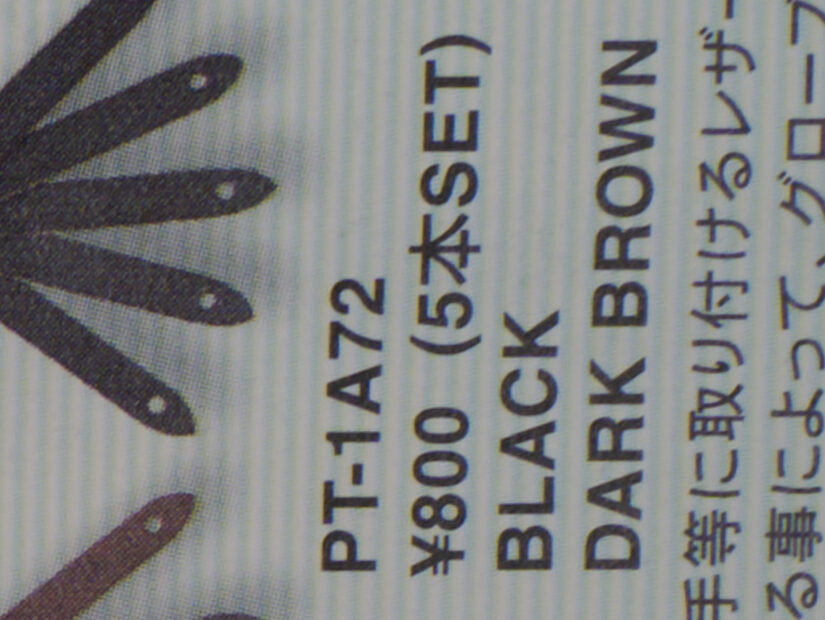 PT-1A72
¥800 (5本SET)
BLACK
DARK BROWN
手等に取り付けるレザー
る事によって、グローブ